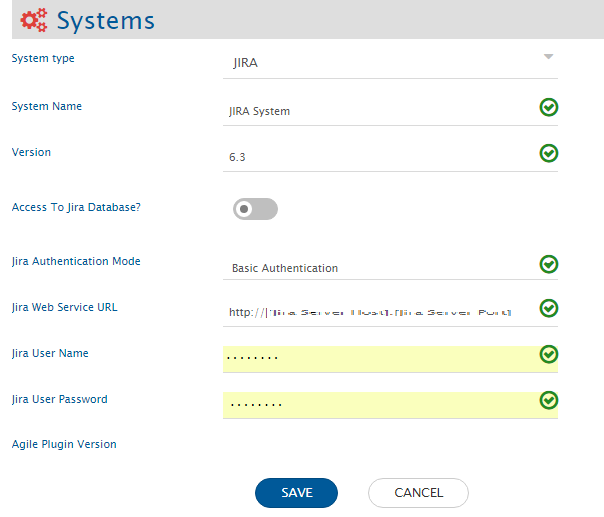 Systems
System type
JIRA
System Name
JIRA System
Version
6.3
Access To Jira Database?
Jira Authentication Mode
Basic Authentication
Jira Web Service URL
http://[Jira Server Host]:[Jira Server Port]
Jira User Name
........
Jira User Password
........
Agile Plugin Version
SAVE CANCEL